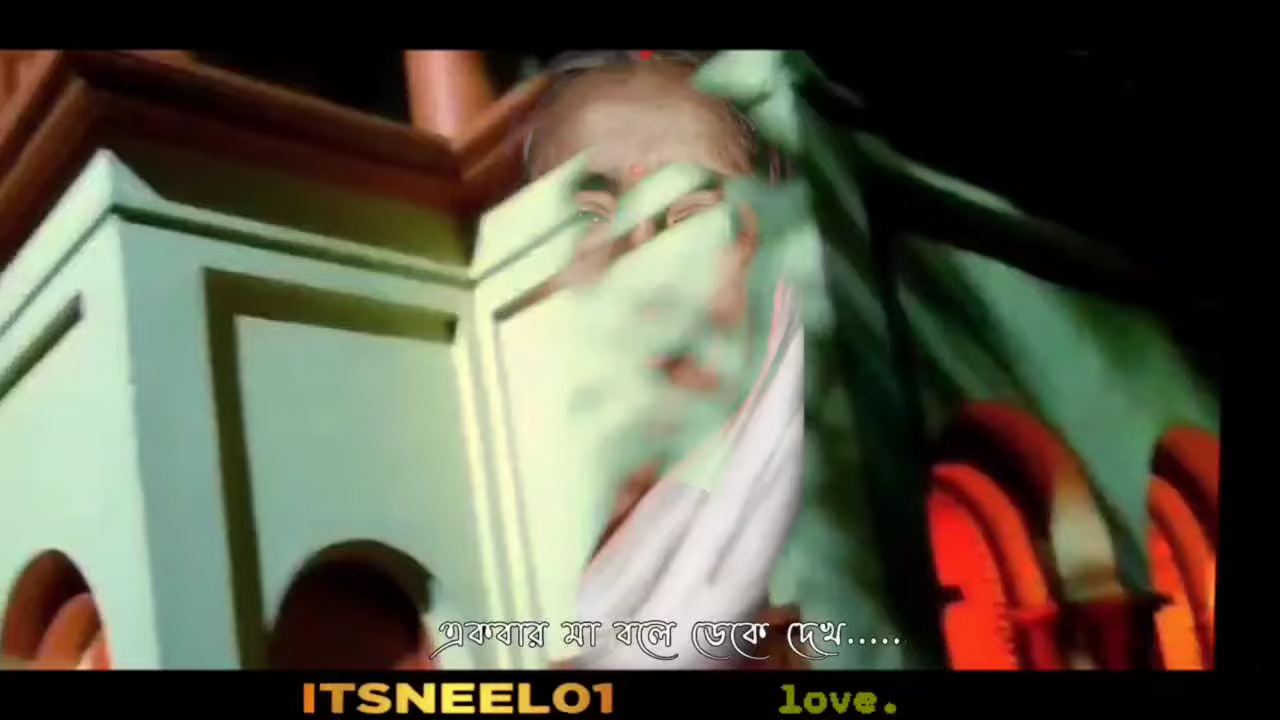 একবার মা বলে ডেকে দেখ.....
ITSNEEL01 love.